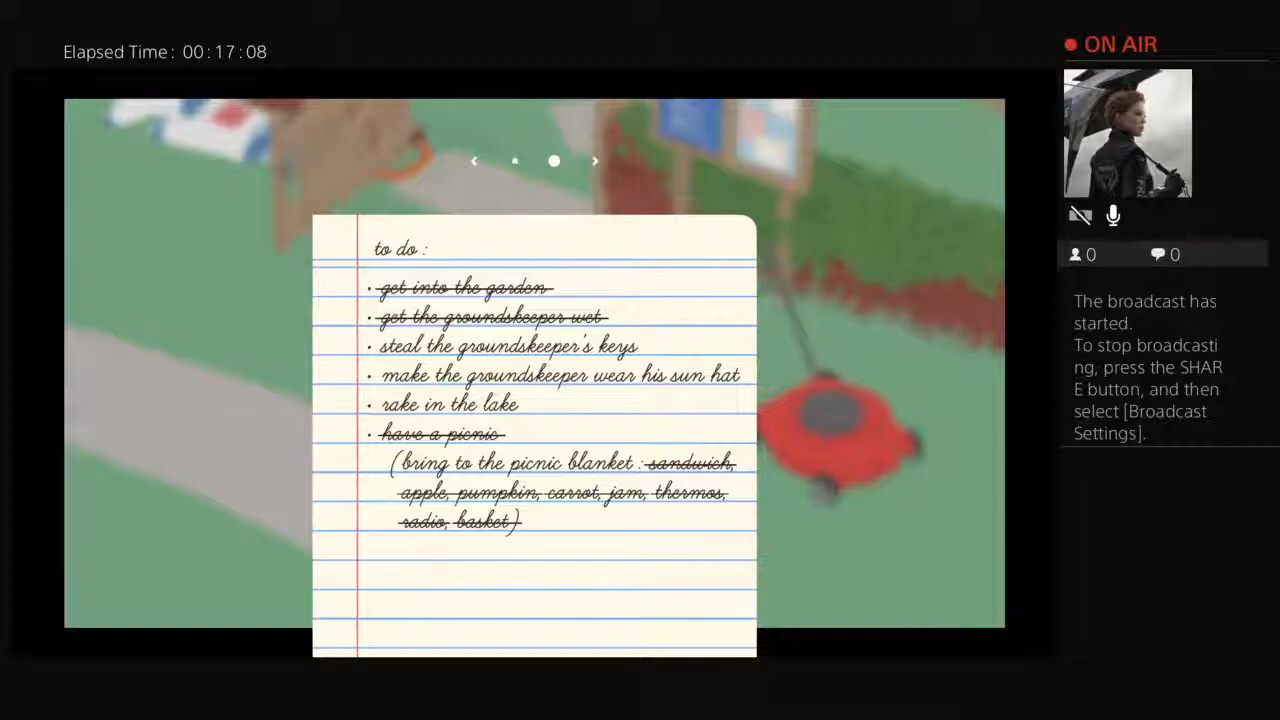 Elapsed Time: 00:17:08
ON AIR
to do :
• get into the garden
• get the groundskeeper wet
• steal the groundskeeper's keys
• make the groundskeeper wear his sun hat
• rake in the lake
• have a picnic
(bring to the picnic blanket : sandwich,
apple, pumpkin, carrot, jam, thermos,
radio, basket)
0
0
The broadcast has
started.
To stop broadcasti
ng, press the SHAR
E button, and then
select [Broadcast
Settings].